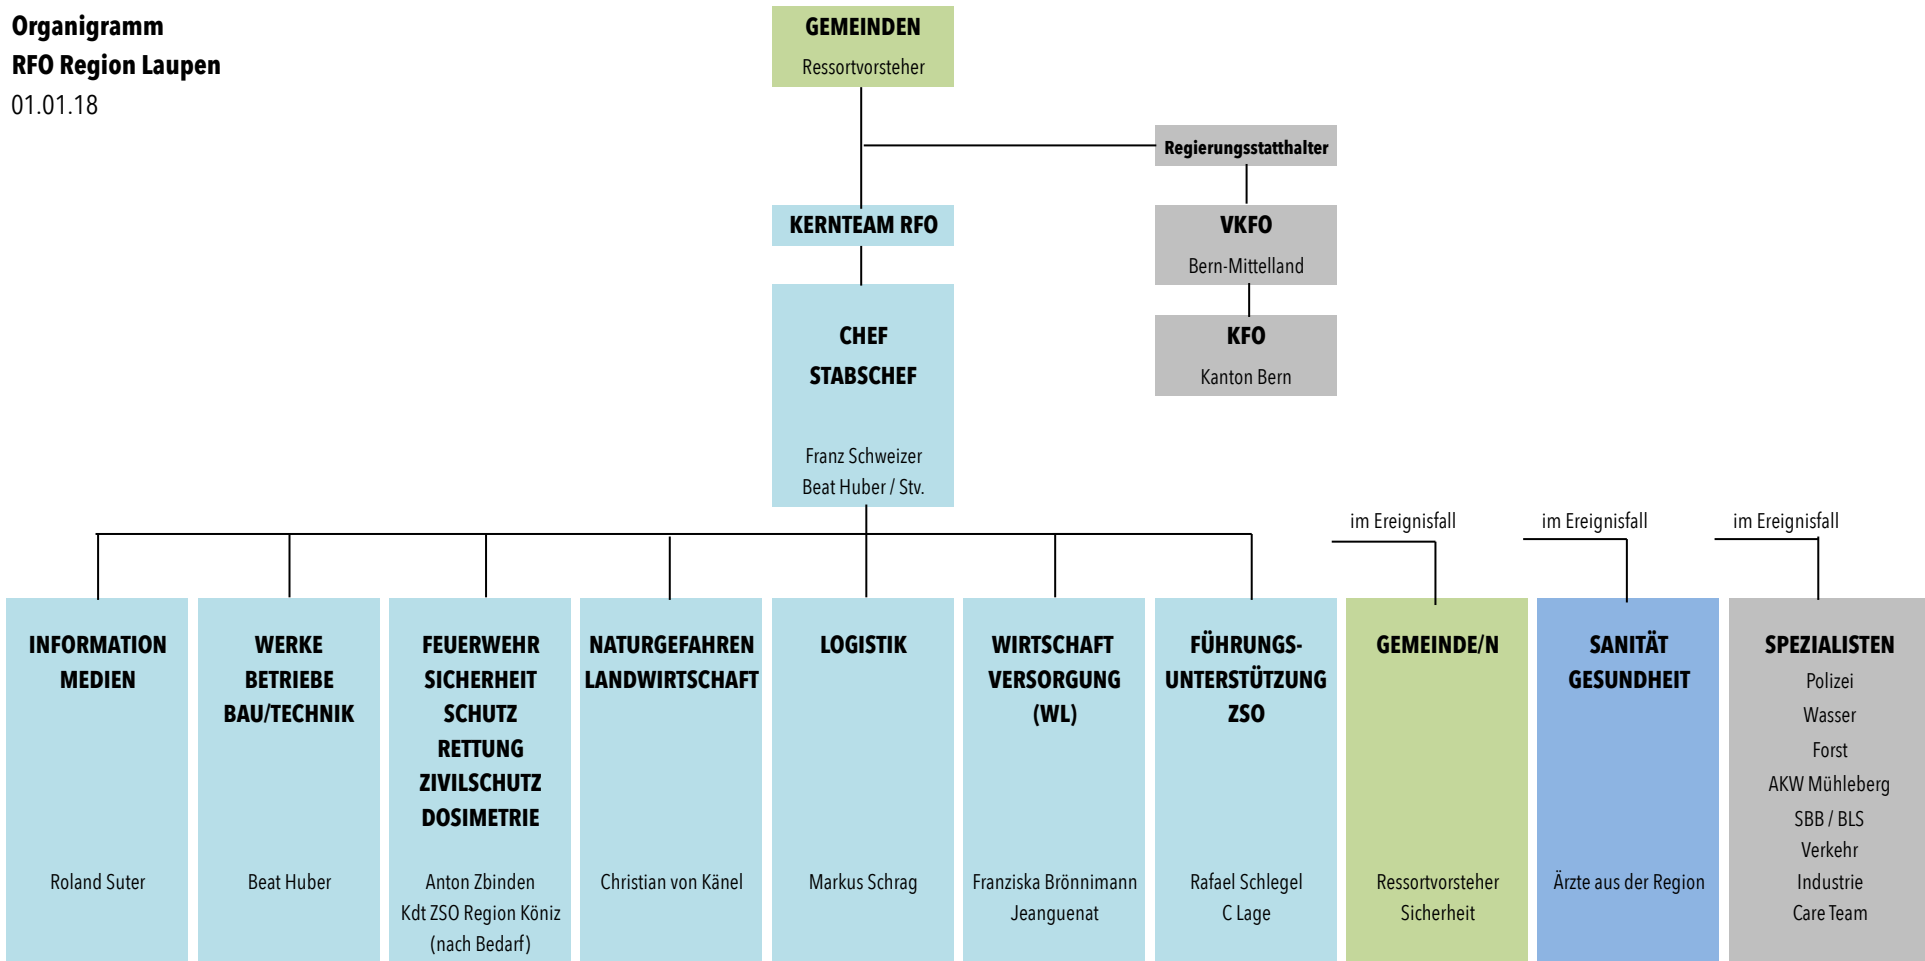 Organigramm
RFO Region Laupen
01.01.18
GEMEINDEN
Ressortvorsteher
Regierungsstatthalter
KERNTEAM RFO
VKFO
Bern-Mittelland
CHEF
STABSCHEF
Franz Schweizer
Beat Huber / Stv.
KFO
Kanton Bern
im Ereignisfall
im Ereignisfall
im Ereignisfall
INFORMATION
MEDIEN
Roland Suter
WERKE
BETRIEBE
BAU/TECHNIK
Beat Huber
FEUERWEHR
SICHERHEIT
SCHUTZ
RETTUNG
ZIVILSCHUTZ
DOSIMETRIE
Anton Zbinden
Kdt ZSO Region Köniz
(nach Bedarf)
NATURGEFAHREN
LANDWIRTSCHAFT
Christian von Känel
LOGISTIK
Markus Schrag
WIRTSCHAFT
VERSORGUNG
(WL)
Franziska Brönnimann
Jeanguenat
FÜHRUNGS-
UNTERSTÜTZUNG
ZSO
Rafael Schlegel
C Lage
GEMEINDE/N
Ressortvorsteher
Sicherheit
SANITÄT
GESUNDHEIT
Ärzte aus der Region
SPEZIALISTEN
Polizei
Wasser
Forst
AKW Mühleberg
SBB / BLS
Verkehr
Industrie
Care Team